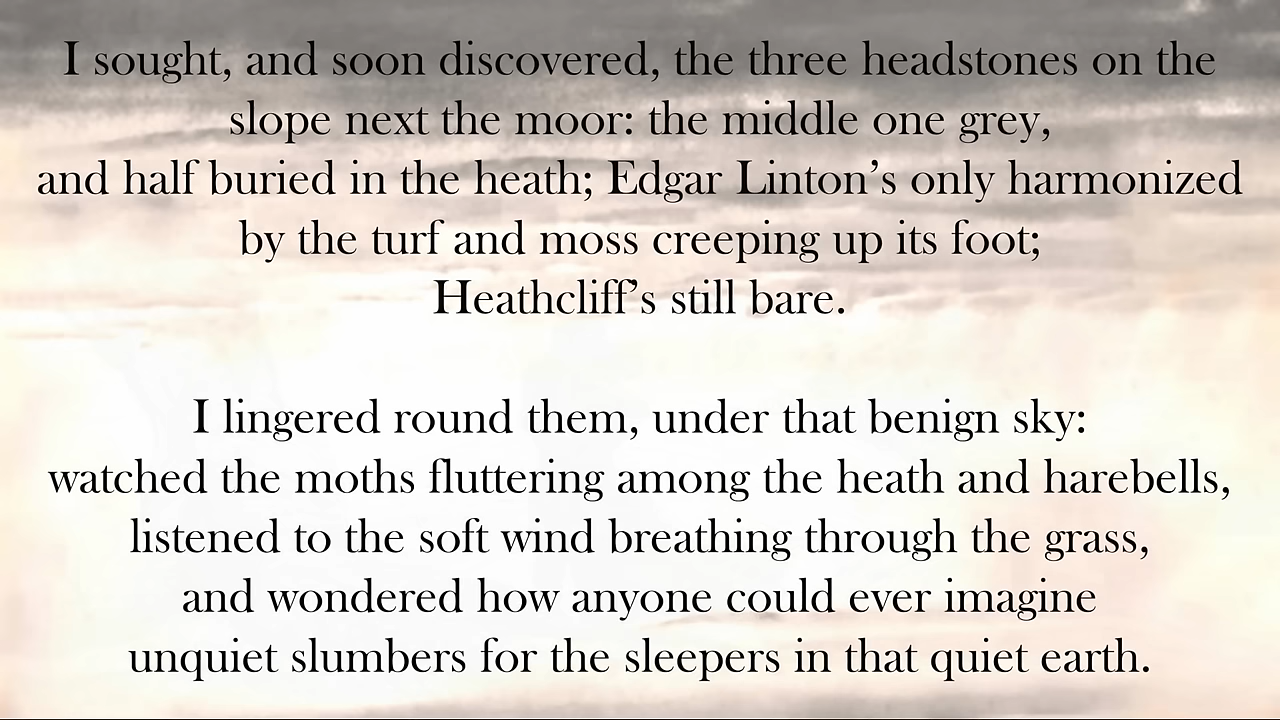 I sought, and soon discovered, the three headstones on the
slope next the moor: the middle one grey,
and half buried in the heath; Edgar Linton’s only harmonized
by the turf and moss creeping up its foot;
Heathcliff’s still bare.
I lingered round them, under that benign sky:
watched the moths fluttering among the heath and harebells,
listened to the soft wind breathing through the grass,
and wondered how anyone could ever imagine
unquiet slumbers for the sleepers in that quiet earth.